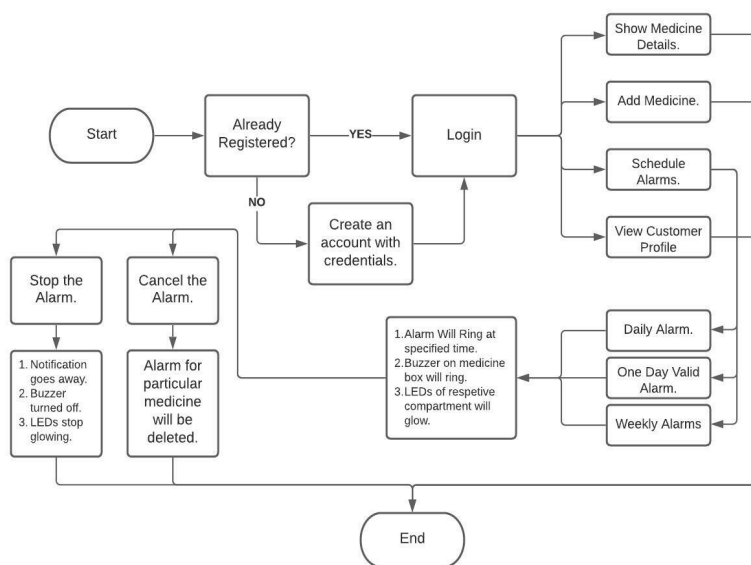 Start
Already
Registered?
YES
NO
Create an
account with
credentials.
Login
Show Medicine
Details.
Add Medicine.
Schedule
Alarms.
View Customer
Profile
Daily Alarm.
One Day Valid
Alarm.
Weekly Alarms
1.Alarm Will Ring at
specified time.
2.Buzzer on medicine
box will ring.
3.LEDs of respetive
compartment will
glow.
Stop the
Alarm.
Cancel the
Alarm.
1. Notification
goes away.
2. Buzzer
turned off.
3. LEDs stop
glowing.
Alarm for
particular
medicine
will be
deleted.
End